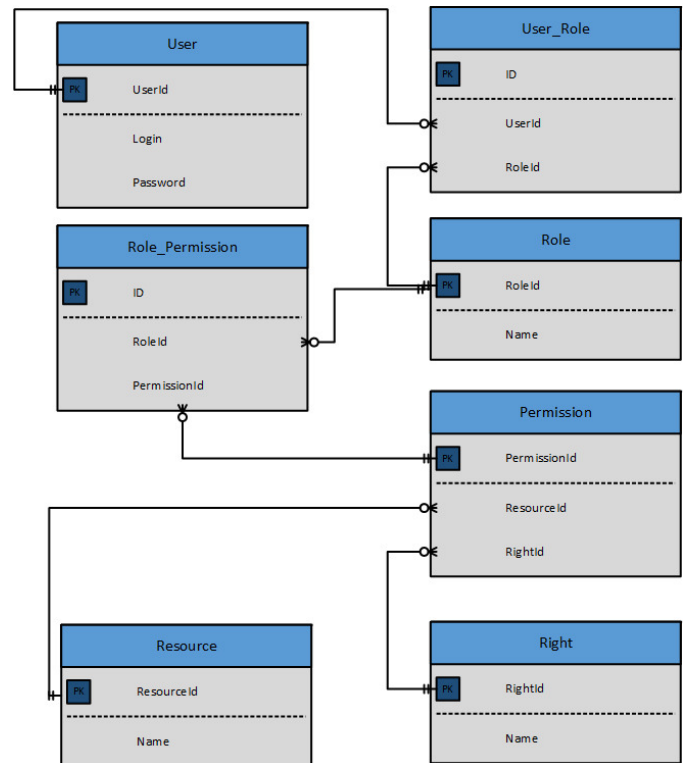 User
PK UserId
Login
Password
User_Role
PK ID
UserId
RoleId
Role_Permission
PK ID
RoleId
PermissionId
Role
PK RoleId
Name
Permission
PK PermissionId
ResourceId
RightId
Resource
PK ResourceId
Name
Right
PK RightId
Name